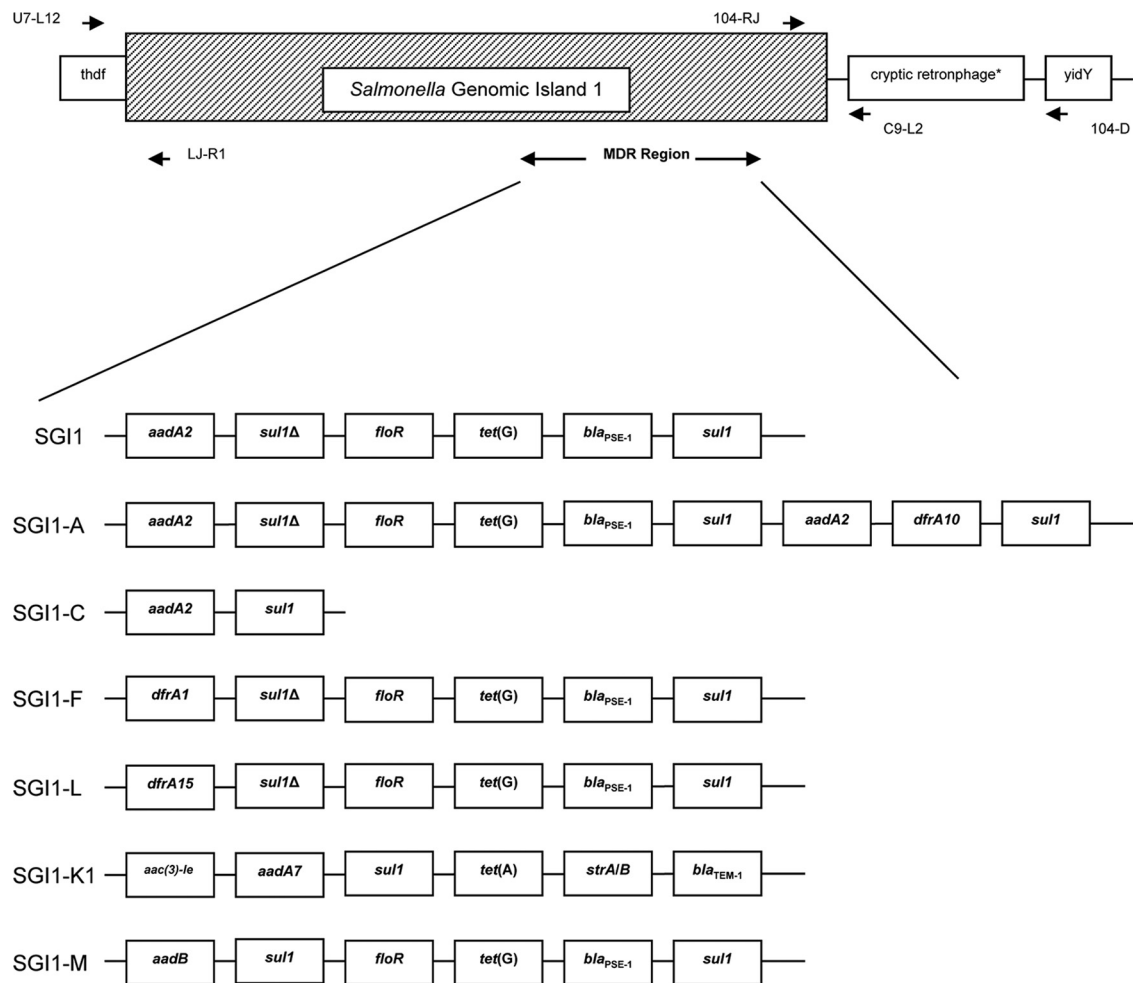 U7-L12 104-RJ
thdf Salmonella Genomic Island 1 cryptic retronphage* yidY
C9-L2 104-D
LJ-R1 MDR Region
SGI1 aadA2 sul1Δ floR tet(G) blaPSE-1 sul1
SGI1-A aadA2 sul1Δ floR tet(G) blaPSE-1 sul1 aadA2 dfrA10 sul1
SGI1-C aadA2 sul1
SGI1-F dfrA1 sul1Δ floR tet(G) blaPSE-1 sul1
SGI1-L dfrA15 sul1Δ floR tet(G) blaPSE-1 sul1
SGI1-K1 aac(3)-Ie aadA7 sul1 tet(A) strA/B blaTEM-1
SGI1-M aadB sul1 floR tet(G) blaPSE-1 sul1